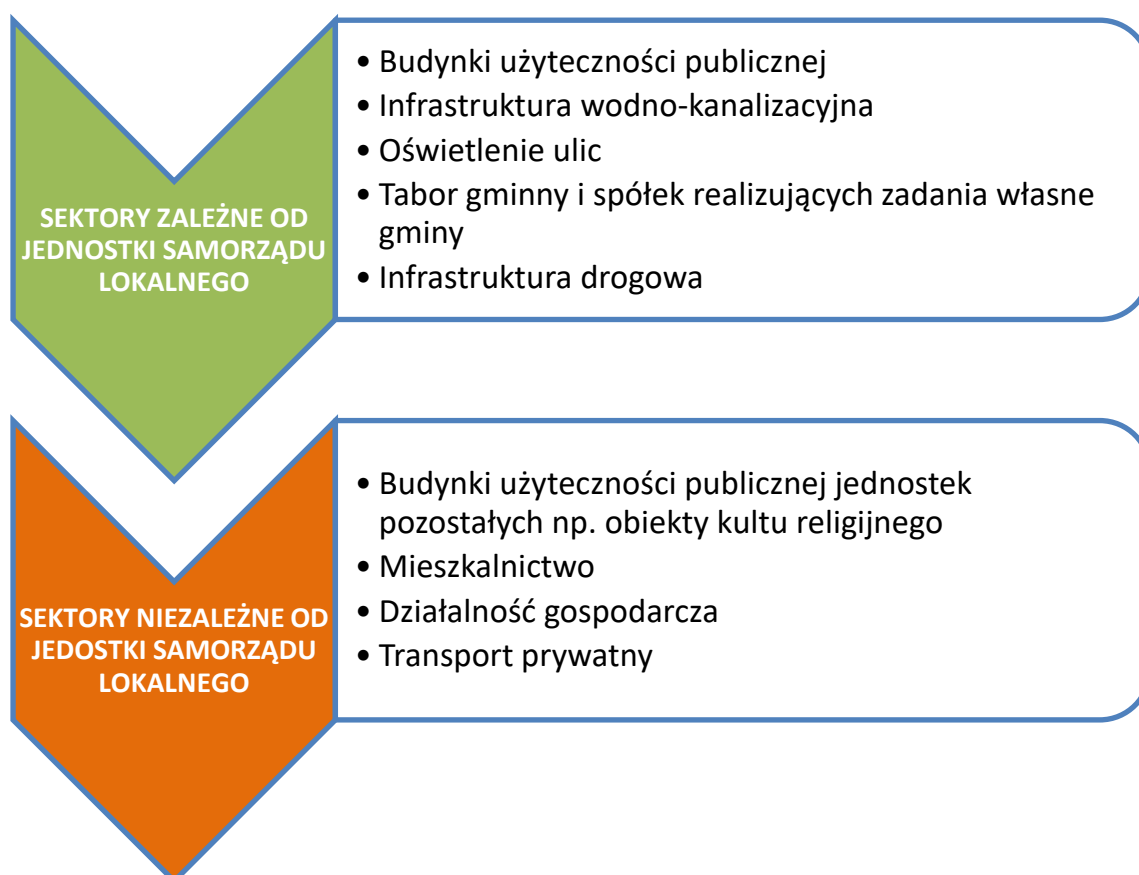 SEKTORY ZALEŻNE OD
JEDNOSTKI SAMORZĄDU
LOKALNEGO
• Budynki użyteczności publicznej
• Infrastruktura wodno-kanalizacyjna
• Oświetlenie ulic
• Tabor gminny i spółek realizujących zadania własne
gminy
• Infrastruktura drogowa
SEKTORY NIEZALEŻNE OD
JEDOSTKI SAMORZĄDU
LOKALNEGO
• Budynki użyteczności publicznej jednostek
pozostałych np. obiekty kultu religijnego
• Mieszkalnictwo
• Działalność gospodarcza
• Transport prywatny